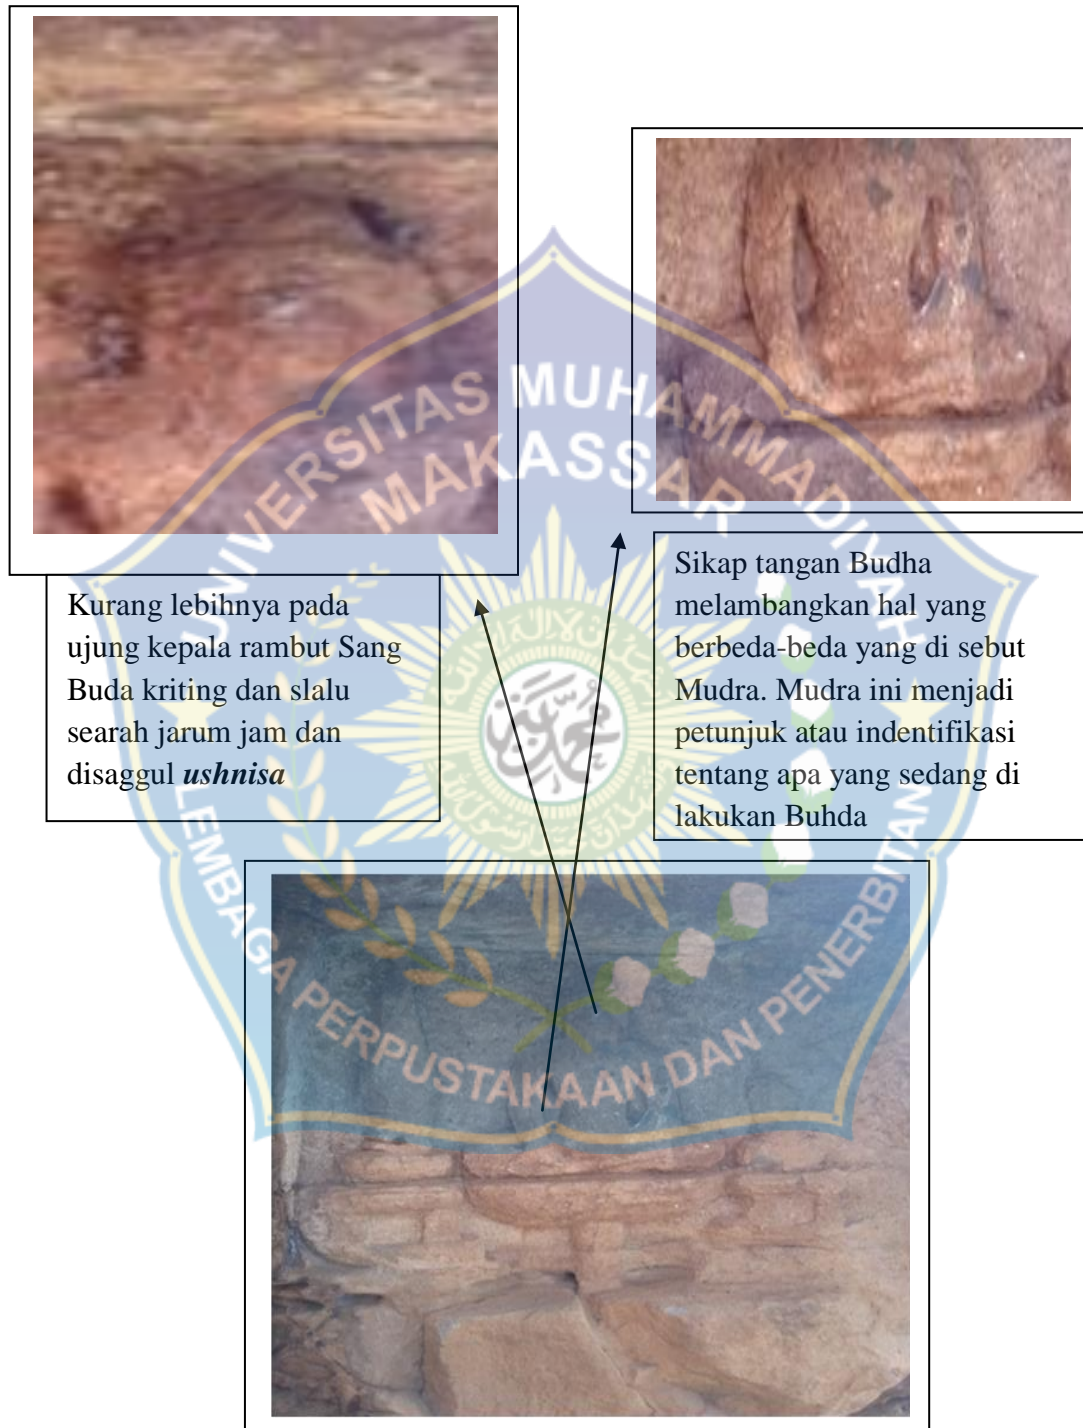 Kurang lebihnya pada
ujung kepala rambut Sang
Buda kriting dan slalu
searah jarum jam dan
disaggul ushnisa
Sikap tangan Budha
melambangkan hal yang
berbeda-beda yang di sebut
Mudra. Mudra ini menjadi
petunjuk atau indentifikasi
tentang apa yang sedang di
lakukan Buhda
UNIVERSITAS MUHAMMADIYAH
MAKASSAR
LEMBAGA PERPUSTAKAAN DAN PENERBITAN